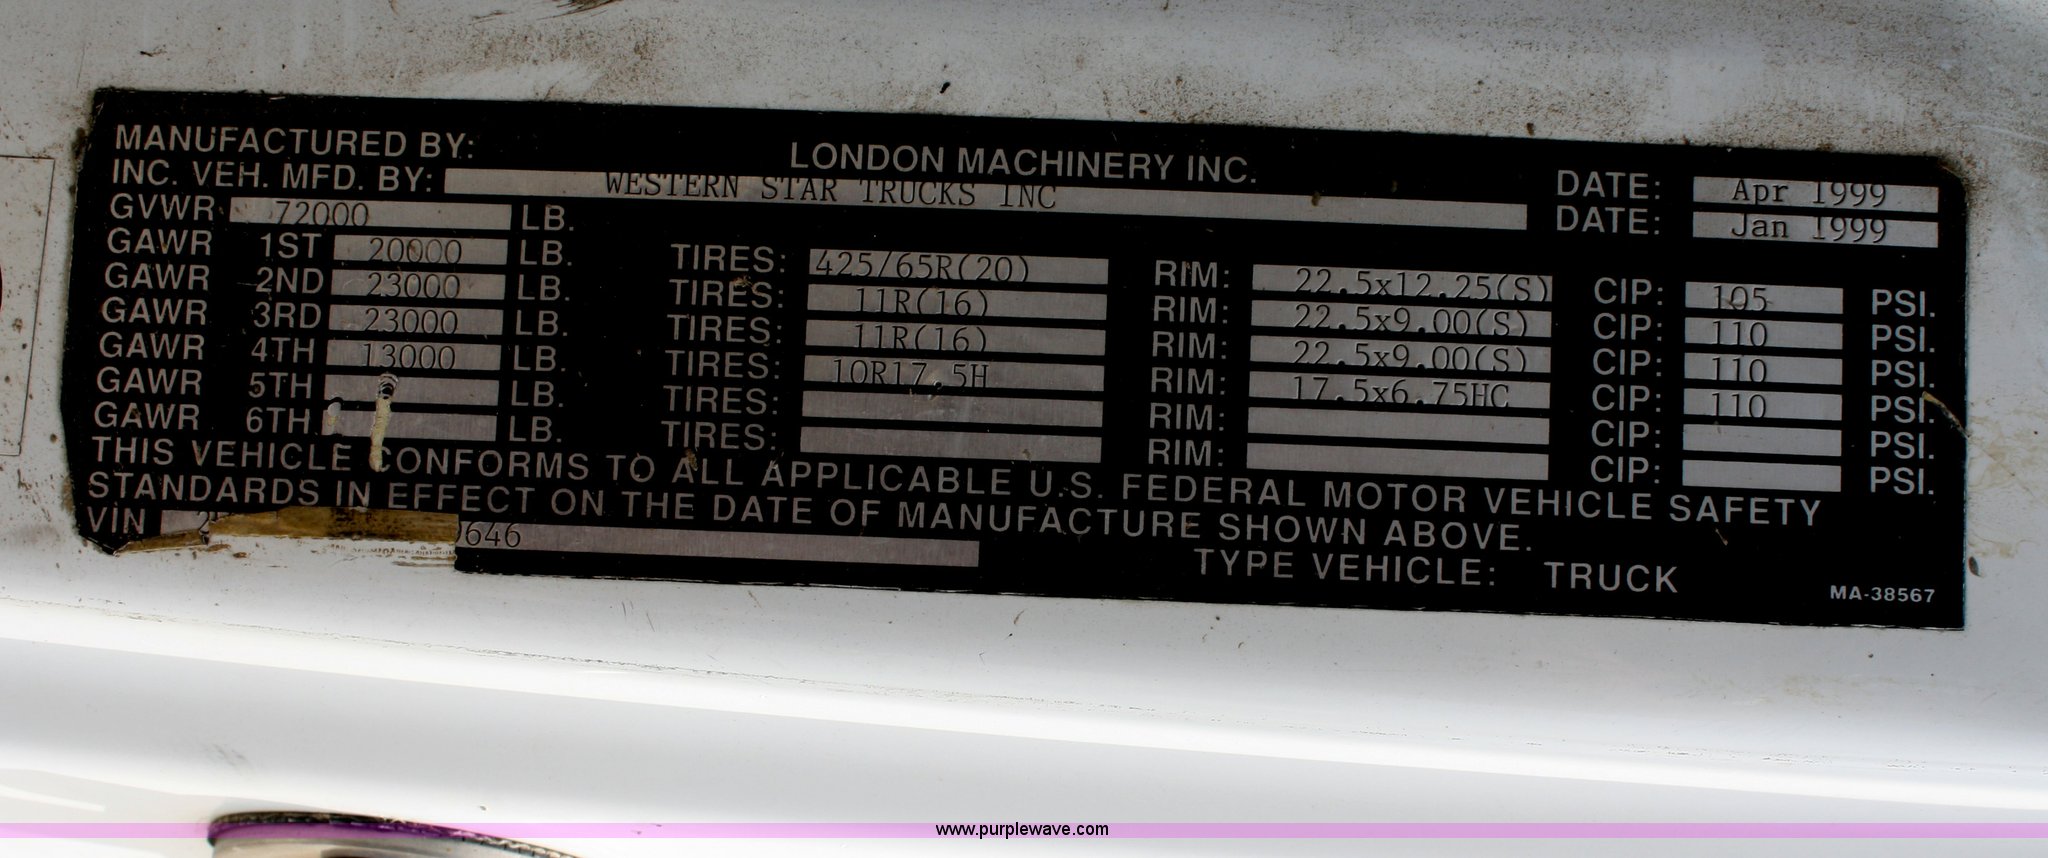 MANUFACTURED BY: LONDON MACHINERY INC. DATE: Apr 1999
INC. VEH. MFD. BY: WESTERN STAR TRUCKS INC DATE: Jan 1999
GVWR 72000 LB.
GAWR 1ST 20000 LB. TIRES: 425/65R(20) RIM: 22.5x12.25(S) CIP: 105 PSI.
GAWR 2ND 23000 LB. TIRES: 11R(16) RIM: 22.5x9.00(S) CIP: 110 PSI.
GAWR 3RD 23000 LB. TIRES: 11R(16) RIM: 22.5x9.00(S) CIP: 110 PSI.
GAWR 4TH 13000 LB. TIRES: 10R17.5H RIM: 17.5x6.75HC CIP: 110 PSI.
GAWR 5TH LB. TIRES: RIM: CIP: PSI.
GAWR 6TH LB. TIRES: RIM: CIP: PSI.
THIS VEHICLE CONFORMS TO ALL APPLICABLE U.S. FEDERAL MOTOR VEHICLE SAFETY
STANDARDS IN EFFECT ON THE DATE OF MANUFACTURE SHOWN ABOVE.
VIN 646 TYPE VEHICLE: TRUCK
MA-38567
www.purplewave.com